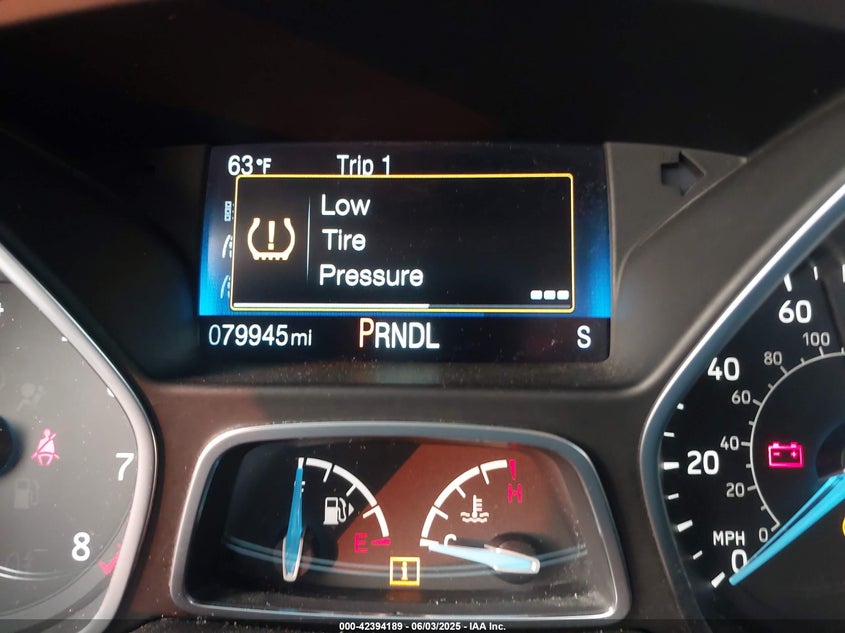 63°F Trip 1
Low
Tire
Pressure
079945mi PRNDL S
60
100
80
40
60
7
40
20
20
8
E
C
H
MPH
0
0
000-42394189 - 06/03/2025 - IAA Inc.